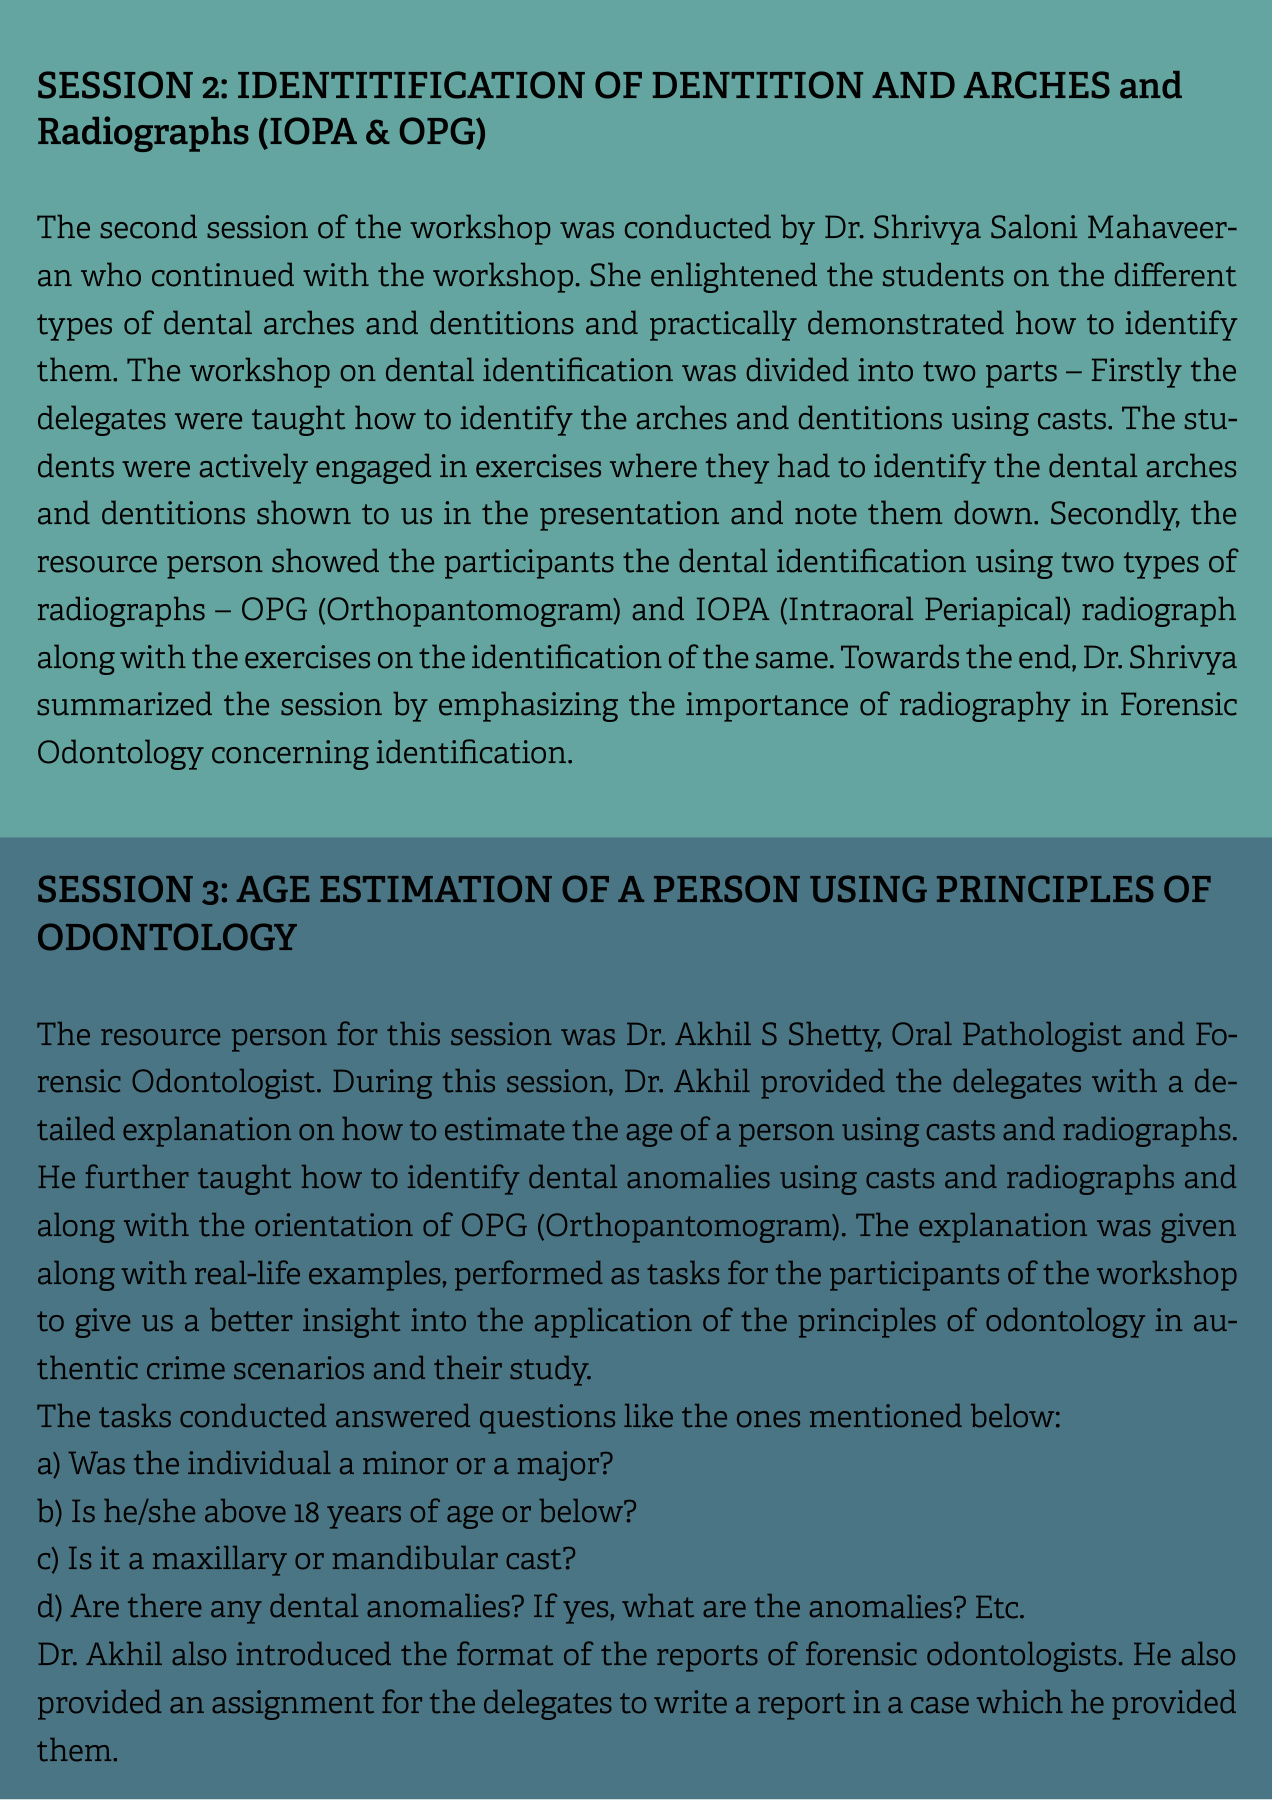 SESSION 2: IDENTITIFICATION OF DENTITION AND ARCHES and
Radiographs (IOPA & OPG)
The second session of the workshop was conducted by Dr. Shrivya Saloni Mahaveer-
an who continued with the workshop. She enlightened the students on the different
types of dental arches and dentitions and practically demonstrated how to identify
them. The workshop on dental identification was divided into two parts – Firstly the
delegates were taught how to identify the arches and dentitions using casts. The stu-
dents were actively engaged in exercises where they had to identify the dental arches
and dentitions shown to us in the presentation and note them down. Secondly, the
resource person showed the participants the dental identification using two types of
radiographs – OPG (Orthopantomogram) and IOPA (Intraoral Periapical) radiograph
along with the exercises on the identification of the same. Towards the end, Dr. Shrivya
summarized the session by emphasizing the importance of radiography in Forensic
Odontology concerning identification.
SESSION 3: AGE ESTIMATION OF A PERSON USING PRINCIPLES OF
ODONTOLOGY
The resource person for this session was Dr. Akhil S Shetty, Oral Pathologist and Fo-
rensic Odontologist. During this session, Dr. Akhil provided the delegates with a de-
tailed explanation on how to estimate the age of a person using casts and radiographs.
He further taught how to identify dental anomalies using casts and radiographs and
along with the orientation of OPG (Orthopantomogram). The explanation was given
along with real-life examples, performed as tasks for the participants of the workshop
to give us a better insight into the application of the principles of odontology in au-
thentic crime scenarios and their study.
The tasks conducted answered questions like the ones mentioned below:
a) Was the individual a minor or a major?
b) Is he/she above 18 years of age or below?
c) Is it a maxillary or mandibular cast?
d) Are there any dental anomalies? If yes, what are the anomalies? Etc.
Dr. Akhil also introduced the format of the reports of forensic odontologists. He also
provided an assignment for the delegates to write a report in a case which he provided
them.